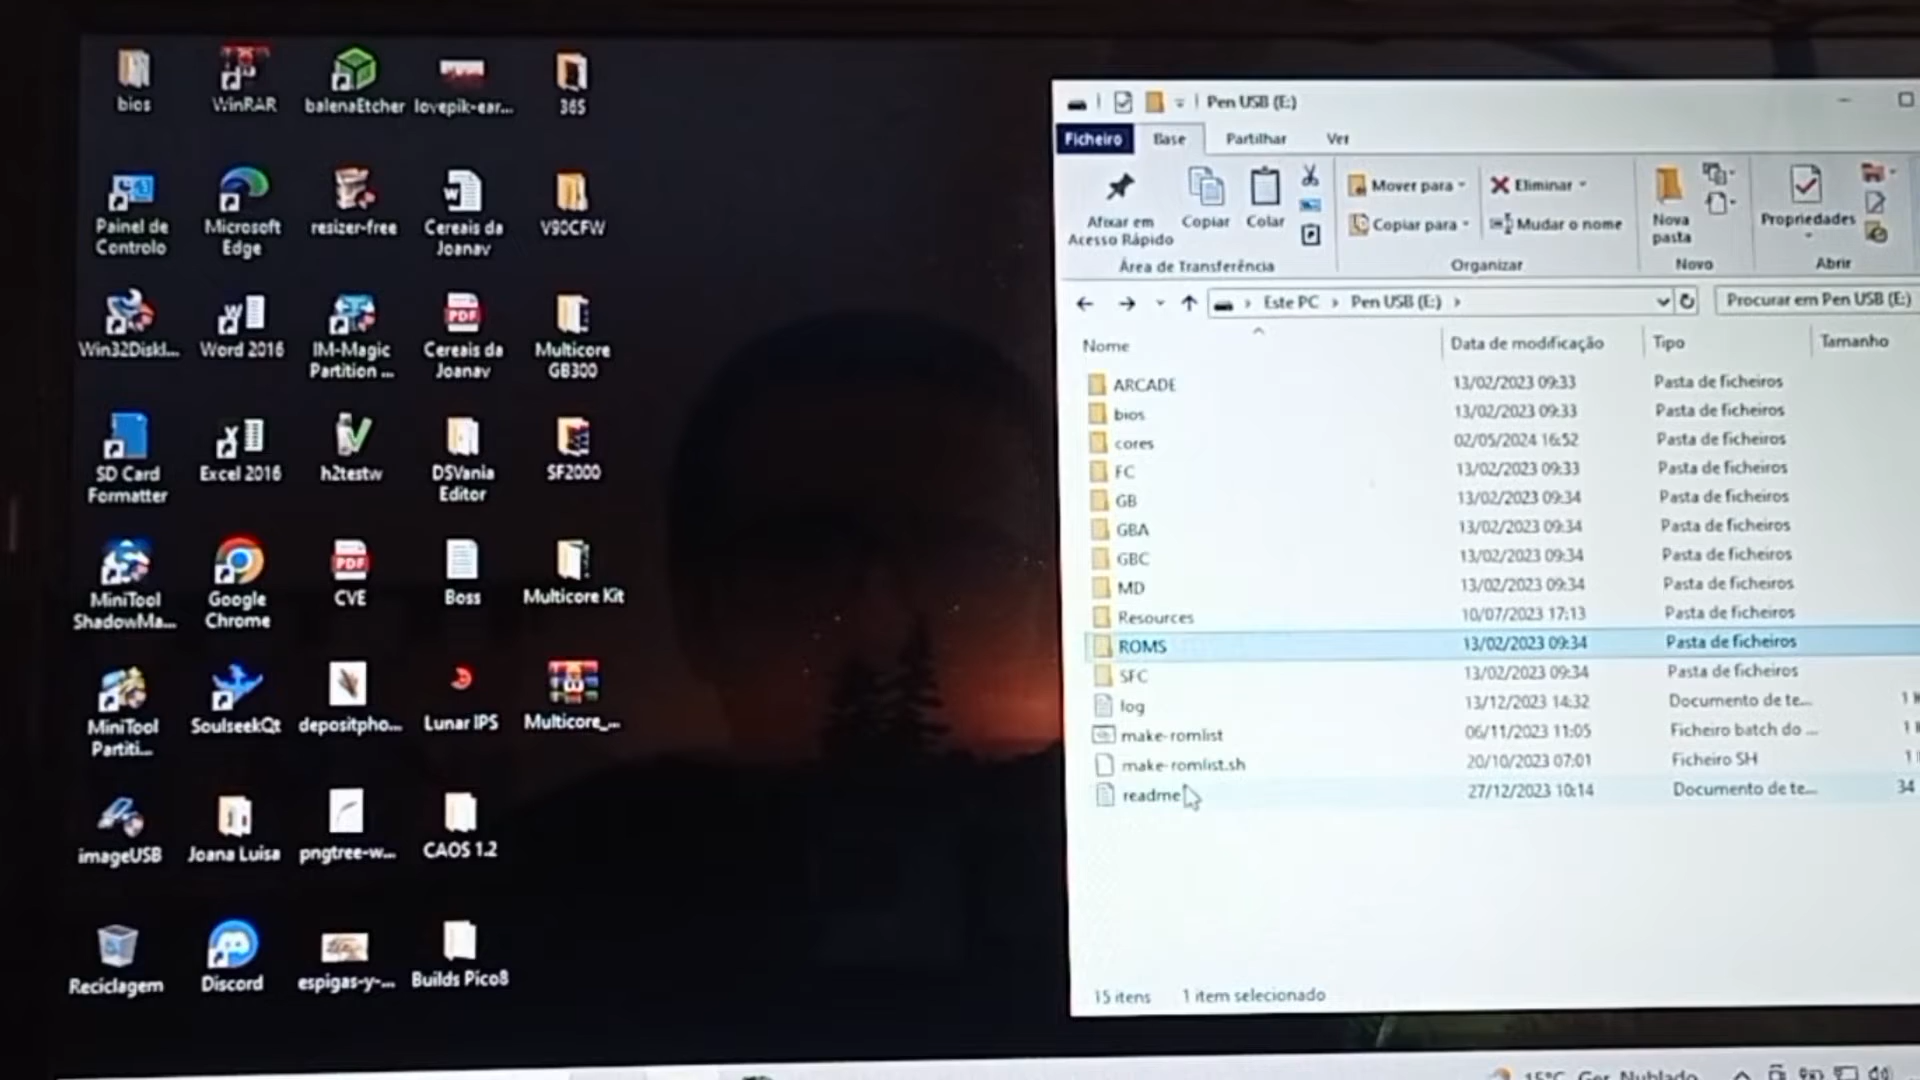 bios
WinRAR
balenaEtcher
lovepik-ear...
36S
Painel de
Controlo
Microsoft
Edge
resizer-free
Cereais da
Joanav
V90CFW
Win32DiskI...
Word 2016
IM-Magic
Partition ...
Cereais da
Joanav
Multicore
GB300
SD Card
Formatter
Excel 2016
h2testw
DSVania
Editor
SF2000
MiniTool
ShadowMa...
Google
Chrome
CVE
Boss
Multicore Kit
MiniTool
Partiti...
SoulseekQt
depositpho...
Lunar IPS
Multicore_...
imageUSB
Joana Luisa
pngtree-w...
CAOS 1.2
Reciclagem
Discord
espigas-y-...
Builds Pico8
Pen USB (E:)
Ficheiro Base Partilhar Ver
Afixar em
Acesso Rápido
Copiar
Colar
Mover para
Copiar para
Eliminar
Mudar o nome
Nova
pasta
Propriedades
Área de Transferência
Organizar
Novo
Abrir
Este PC > Pen USB (E:) >
Procurar em Pen USB (E:)
Nome Data de modificação Tipo Tamanho
ARCADE 13/02/2023 09:33 Pasta de ficheiros
bios 13/02/2023 09:33 Pasta de ficheiros
cores 02/05/2024 16:52 Pasta de ficheiros
FC 13/02/2023 09:33 Pasta de ficheiros
GB 13/02/2023 09:34 Pasta de ficheiros
GBA 13/02/2023 09:34 Pasta de ficheiros
GBC 13/02/2023 09:34 Pasta de ficheiros
MD 13/02/2023 09:34 Pasta de ficheiros
Resources 10/07/2023 17:13 Pasta de ficheiros
ROMS 13/02/2023 09:34 Pasta de ficheiros
SFC 13/02/2023 09:34 Pasta de ficheiros
log 13/12/2023 14:32 Documento de te... 1
make-romlist 06/11/2023 11:05 Ficheiro batch do ... 1
make-romlist.sh 20/10/2023 07:01 Ficheiro SH 1
readme 27/12/2023 10:14 Documento de te... 34
15 itens 1 item selecionado
15°C Ger. Nublado